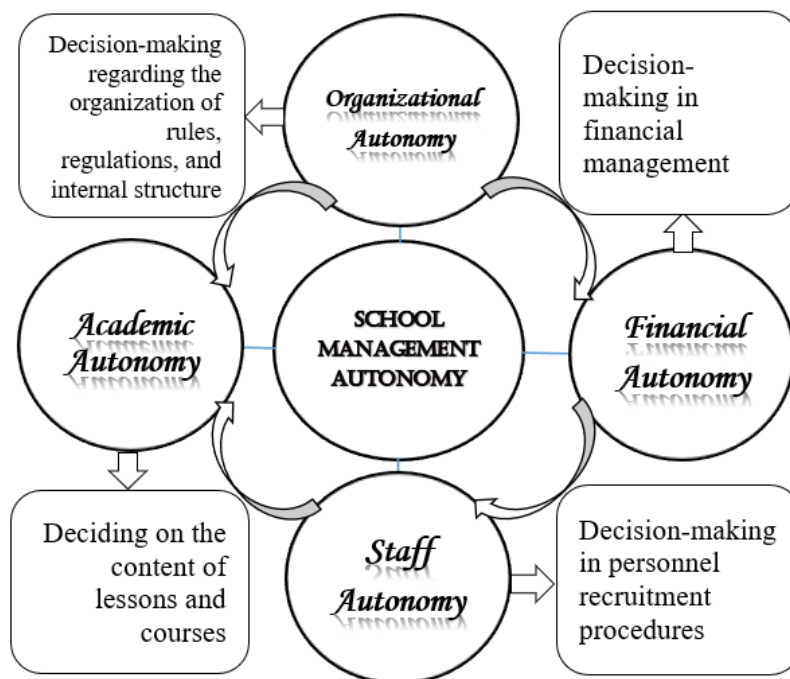 Decision-making
regarding the
organization of
rules,
regulations, and
internal structure
Organizational
Autonomy
Decision-
making in
financial
management
Academic
Autonomy
SCHOOL
MANAGEMENT
AUTONOMY
Financial
Autonomy
Deciding on the
content of
lessons and
courses
Staff
Autonomy
Decision-making
in personnel
recruitment
procedures